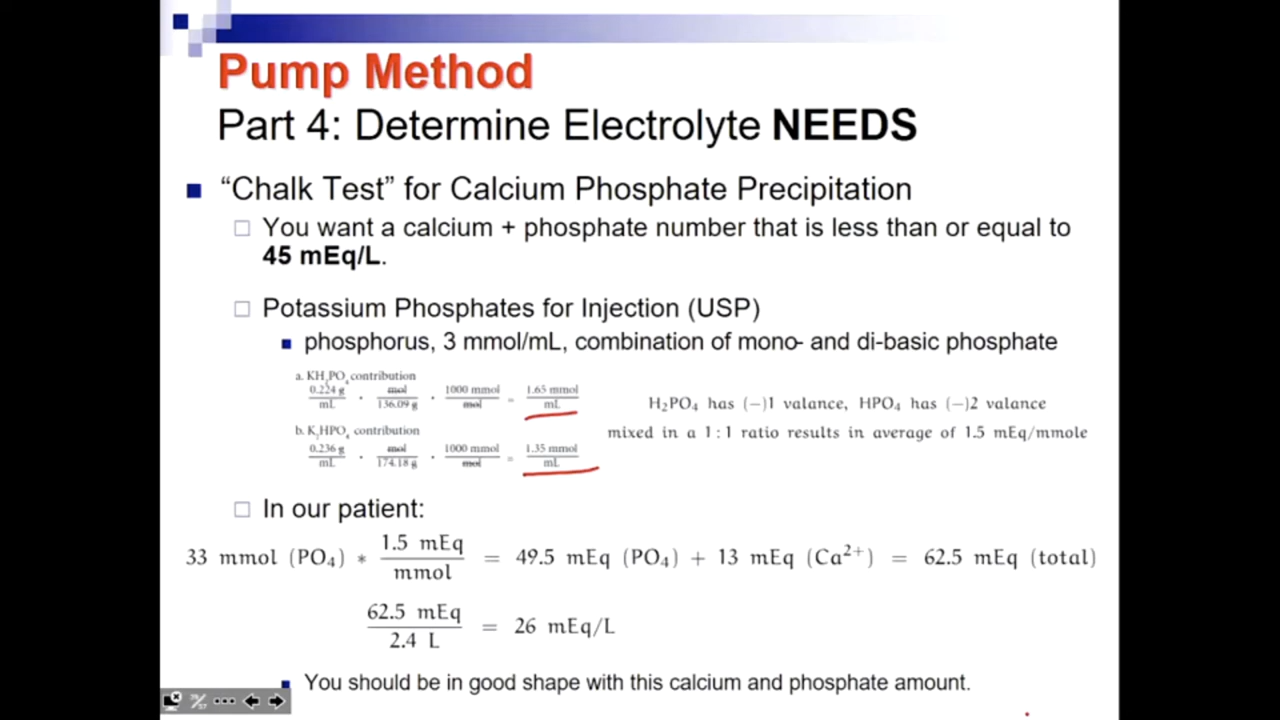 Pump Method
Part 4: Determine Electrolyte NEEDS
“Chalk Test” for Calcium Phosphate Precipitation
You want a calcium + phosphate number that is less than or equal to
45 mEq/L.
Potassium Phosphates for Injection (USP)
phosphorus, 3 mmol/mL, combination of mono- and di-basic phosphate
a. KH₂PO₄ contribution
0.224 g / mL · mol / 136.09 g · 1000 mmol / mol = 1.65 mmol / mL
H₂PO₄ has (−)1 valance, HPO₄ has (−)2 valance
mixed in a 1:1 ratio results in average of 1.5 mEq/mmole
b. K₂HPO₄ contribution
0.236 g / mL · mol / 174.18 g · 1000 mmol / mol = 1.35 mmol / mL
In our patient:
33 mmol (PO₄) * 1.5 mEq / mmol = 49.5 mEq (PO₄) + 13 mEq (Ca²⁺) = 62.5 mEq (total)
62.5 mEq / 2.4 L = 26 mEq/L
You should be in good shape with this calcium and phosphate amount.